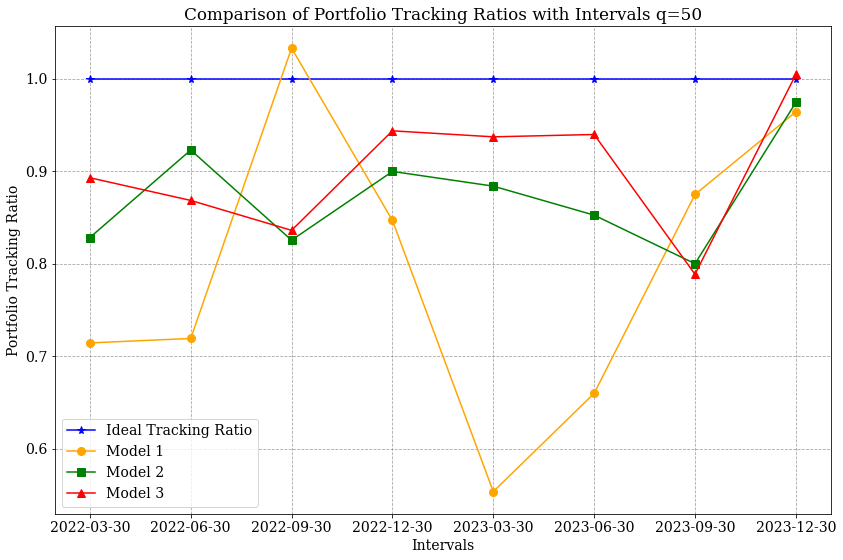 Comparison of Portfolio Tracking Ratios with Intervals q=50
Portfolio Tracking Ratio
1.0
0.9
0.8
0.7
0.6
Ideal Tracking Ratio
Model 1
Model 2
Model 3
2022-03-30 2022-06-30 2022-09-30 2022-12-30 2023-03-30 2023-06-30 2023-09-30 2023-12-30
Intervals